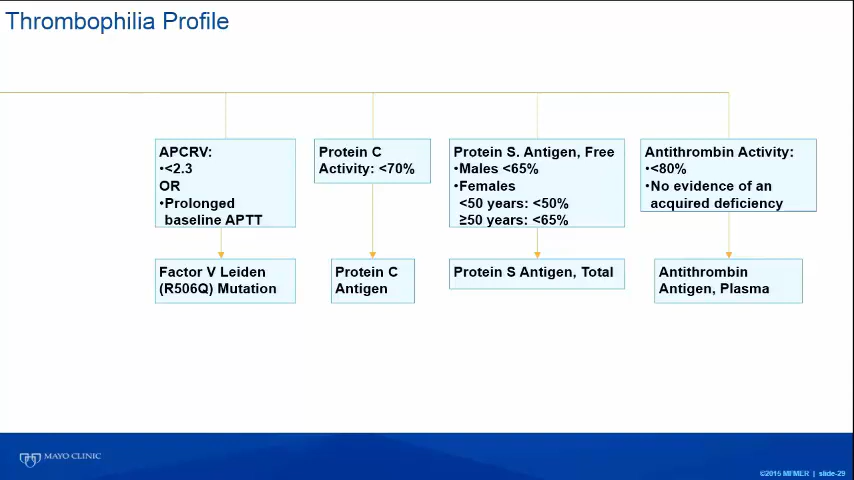 Thrombophilia Profile
APCRV:
•<2.3
OR
•Prolonged
baseline APTT
Protein C
Activity: <70%
Protein S. Antigen, Free
•Males <65%
•Females
<50 years: <50%
≥50 years: <65%
Antithrombin Activity:
•<80%
•No evidence of an
acquired deficiency
Factor V Leiden
(R506Q) Mutation
Protein C
Antigen
Protein S Antigen, Total
Antithrombin
Antigen, Plasma
MAYO CLINIC
©2015 MFMER | slide-29